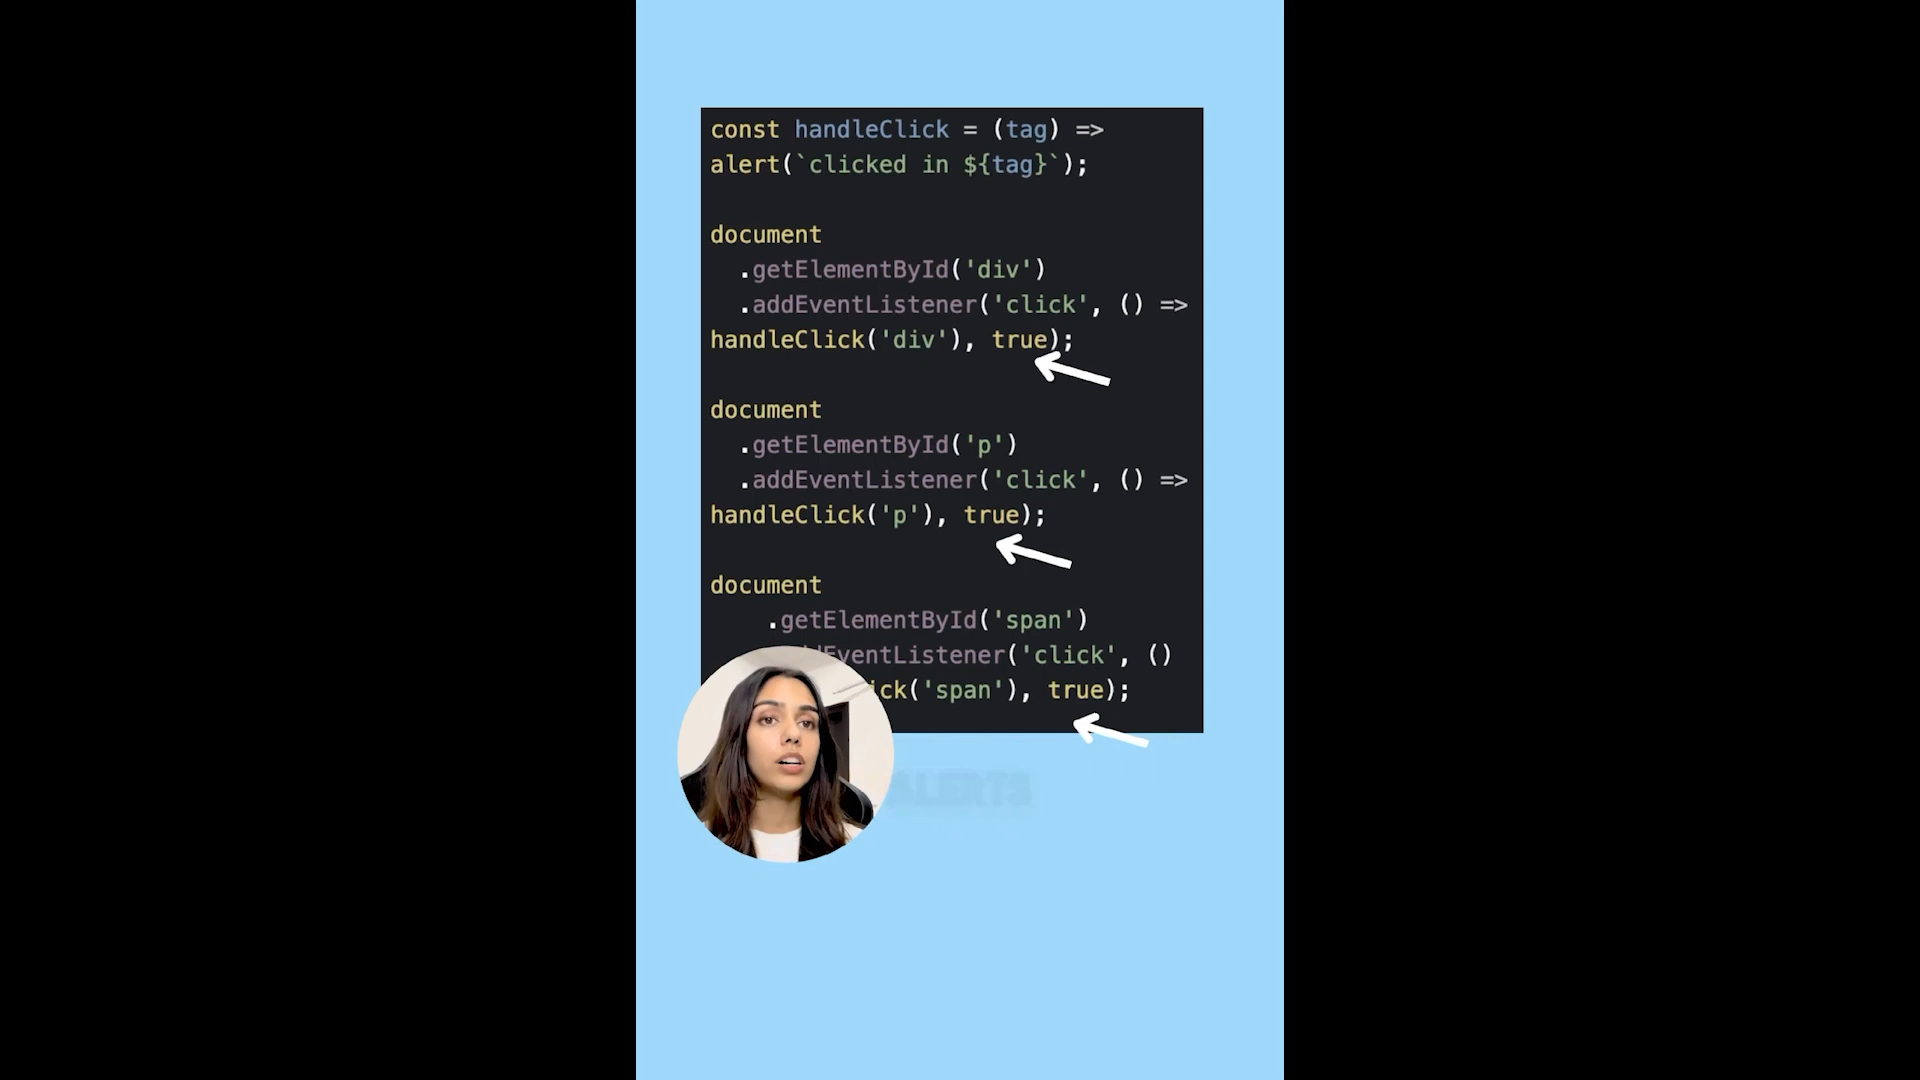 const handleClick = (tag) =>
alert(`clicked in ${tag}`);
document
.getElementById('div')
.addEventListener('click', () =>
handleClick('div'), true);
document
.getElementById('p')
.addEventListener('click', () =>
handleClick('p'), true);
document
.getElementById('span')
EventListener('click', ()
ick('span'), true);
ALERTS